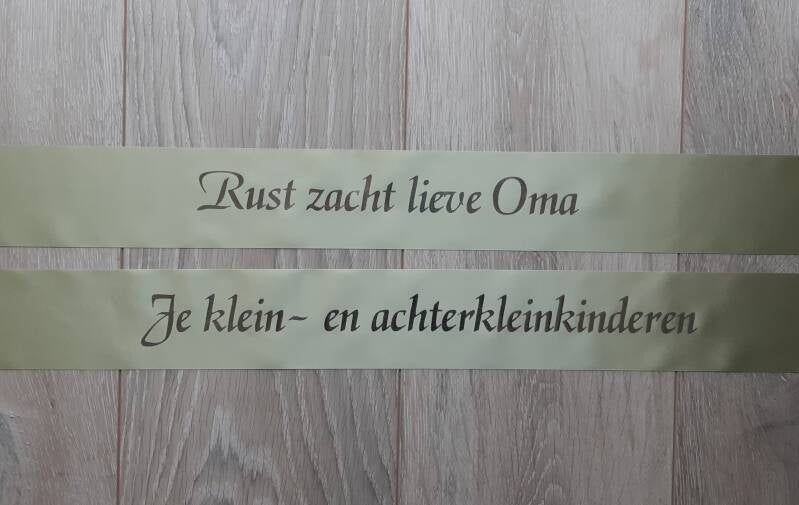 Rust zacht lieve Oma
Je klein- en achterkleinkinderen